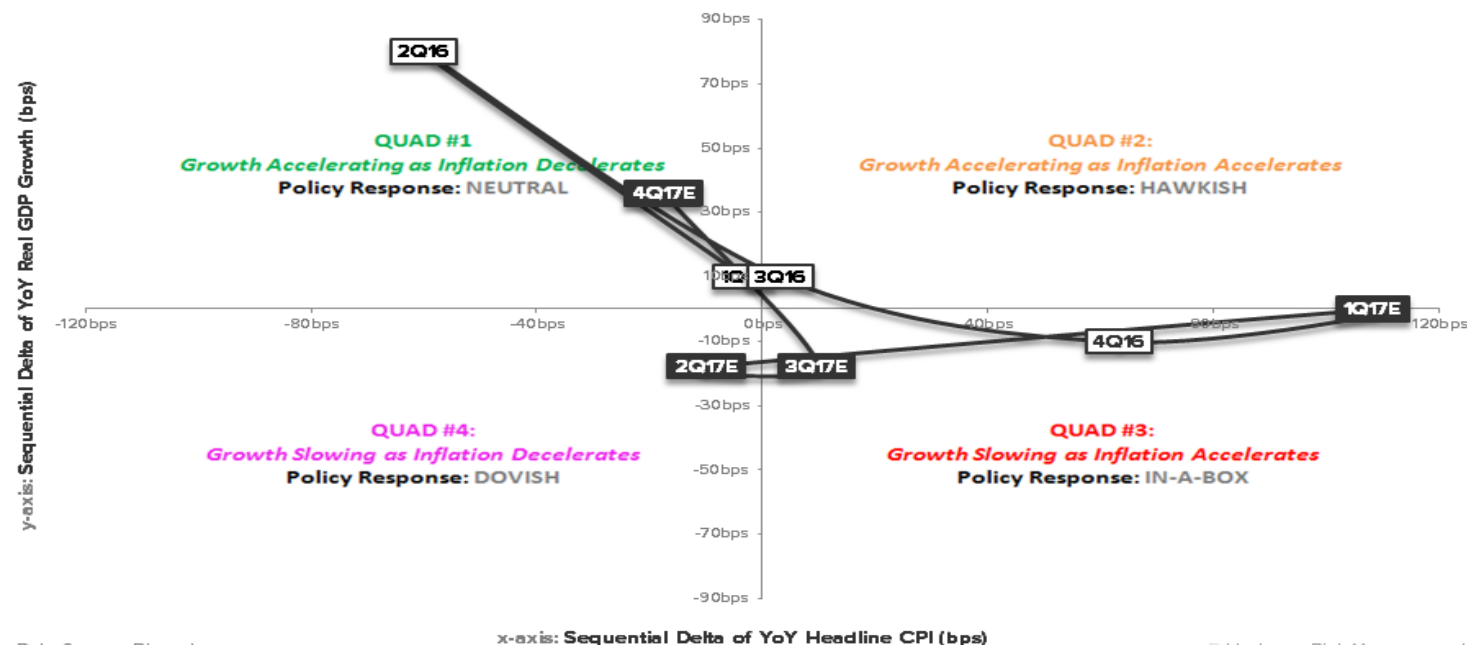 90bps
2Q16
70bps
QUAD #1
Growth Accelerating as Inflation Decelerates
Policy Response: NEUTRAL
50bps
QUAD #2:
Growth Accelerating as Inflation Accelerates
Policy Response: HAWKISH
4Q17E
30bps
10bps
1Q
3Q16
-120bps
-80bps
-40bps
0bps
40bps
80bps
120bps
1Q17E
-10bps
4Q16
2Q17E
3Q17E
-30bps
QUAD #4:
Growth Slowing as Inflation Decelerates
Policy Response: DOVISH
QUAD #3:
Growth Slowing as Inflation Accelerates
Policy Response: IN-A-BOX
-50bps
-70bps
-90bps
y-axis: Sequential Delta of YoY Real GDP Growth (bps)
x-axis: Sequential Delta of YoY Headline CPI (bps)